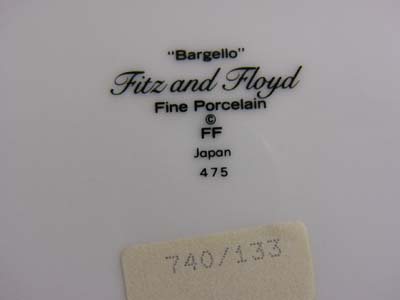 "Bargello"
Fitz and Floyd
Fine Porcelain
©
FF
Japan
475
740/133